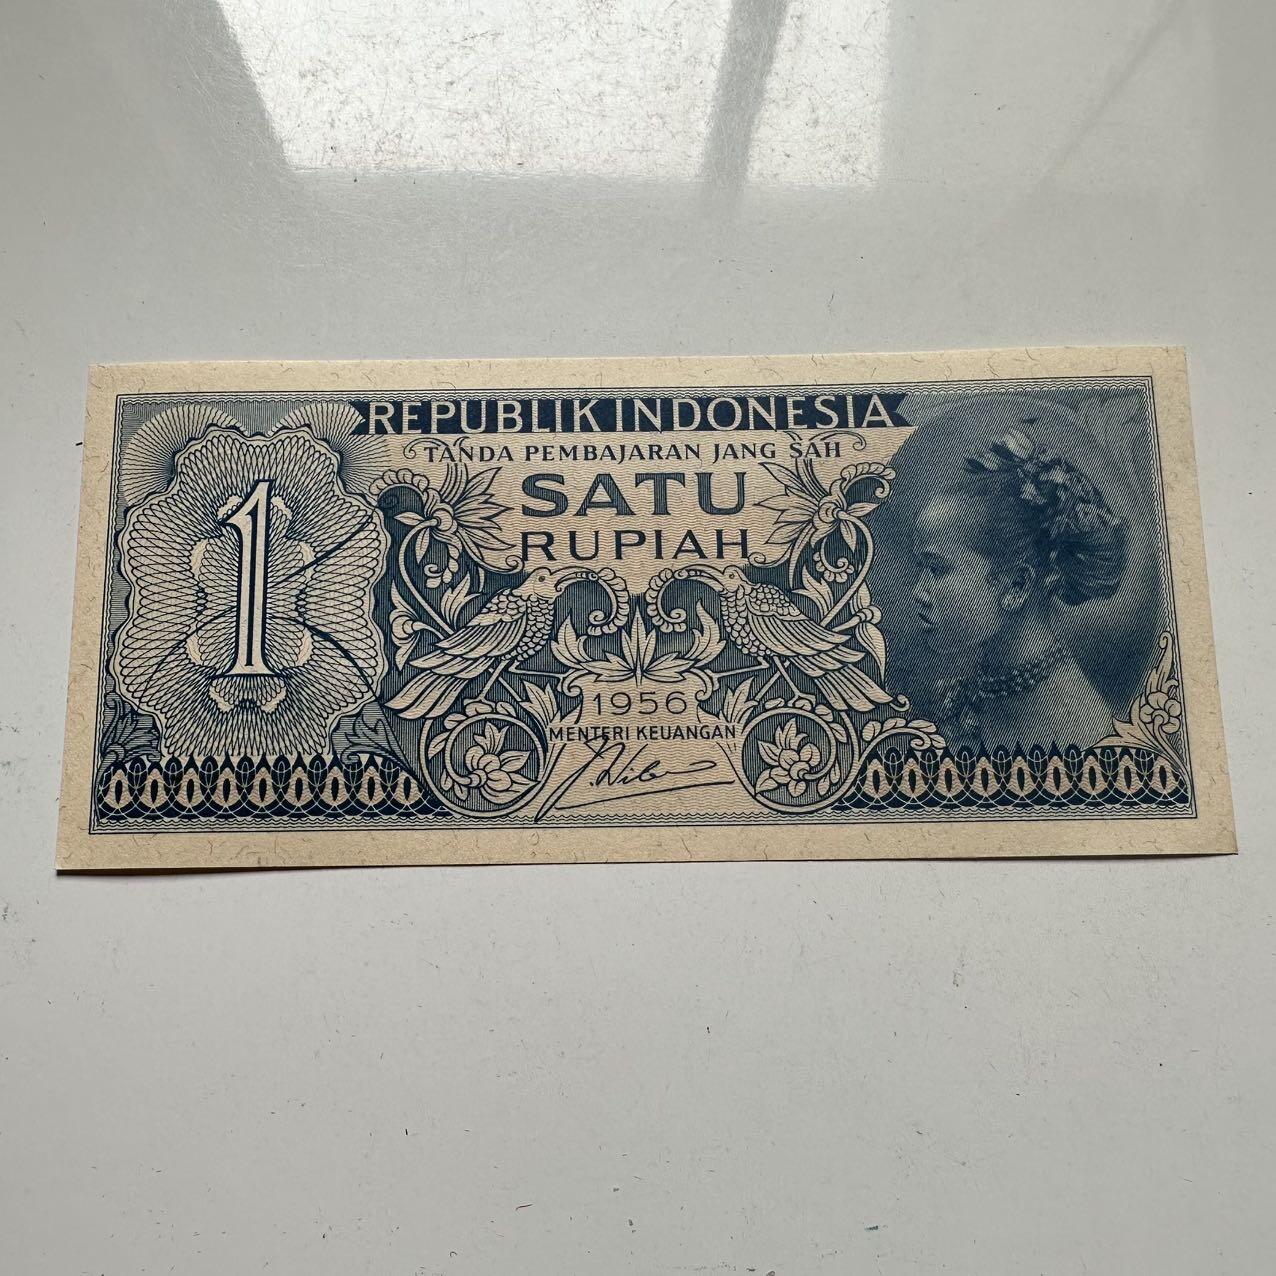 REPUBLIK INDONESIA
TANDA PEMBAJARAN JANG SAH
SATU
RUPIAH
1
1956
MENTERI KEUANGAN